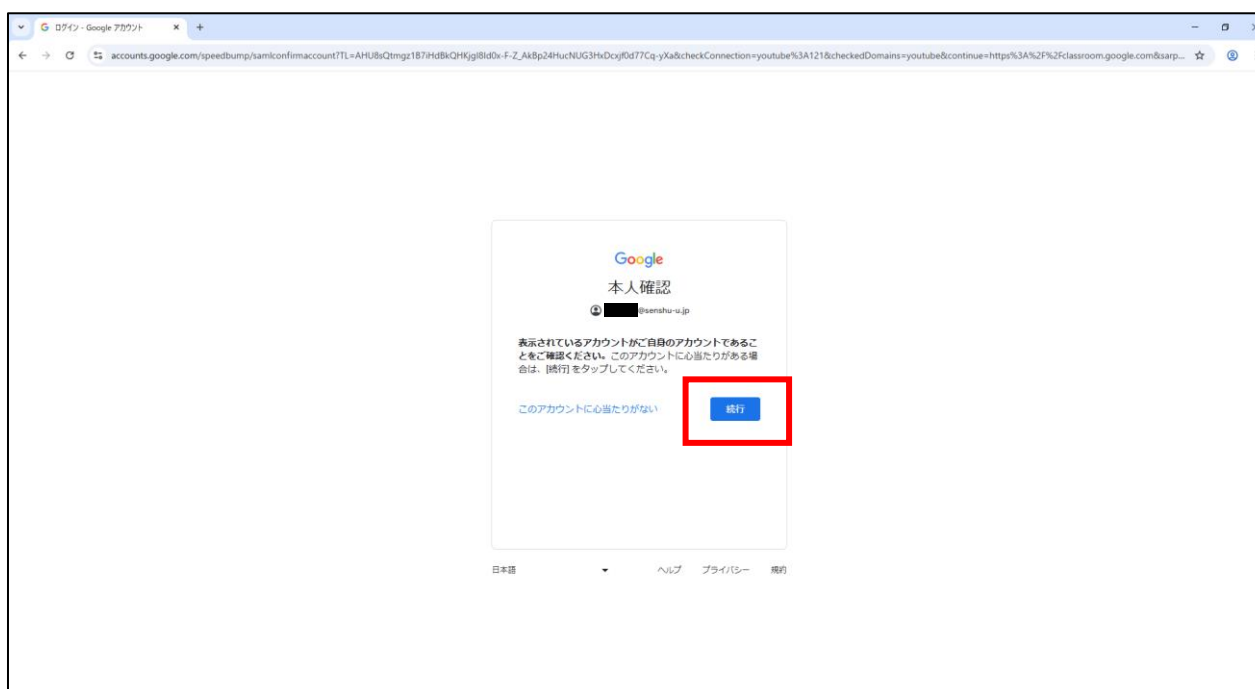 ログイン - Google アカウント
accounts.google.com/speedbump/samlconfirmaccount?TL=AHU8sQtmgz1B7iHdBkQHKjgl8Id0x-F-Z_AkBp24HucNUG3HxDcxjf0d77Cq-yXa&checkConnection=youtube%3A121&checkedDomains=youtube&continue=https%3A%2F%2Fclassroom.google.com&sarp...
Google
本人確認
@senshu-u.jp
表示されているアカウントがご自身のアカウントであるこ
とをご確認ください。このアカウントに心当たりがある場
合は、[続行] をタップしてください。
このアカウントに心当たりがない 続行
日本語 ヘルプ プライバシー 規約